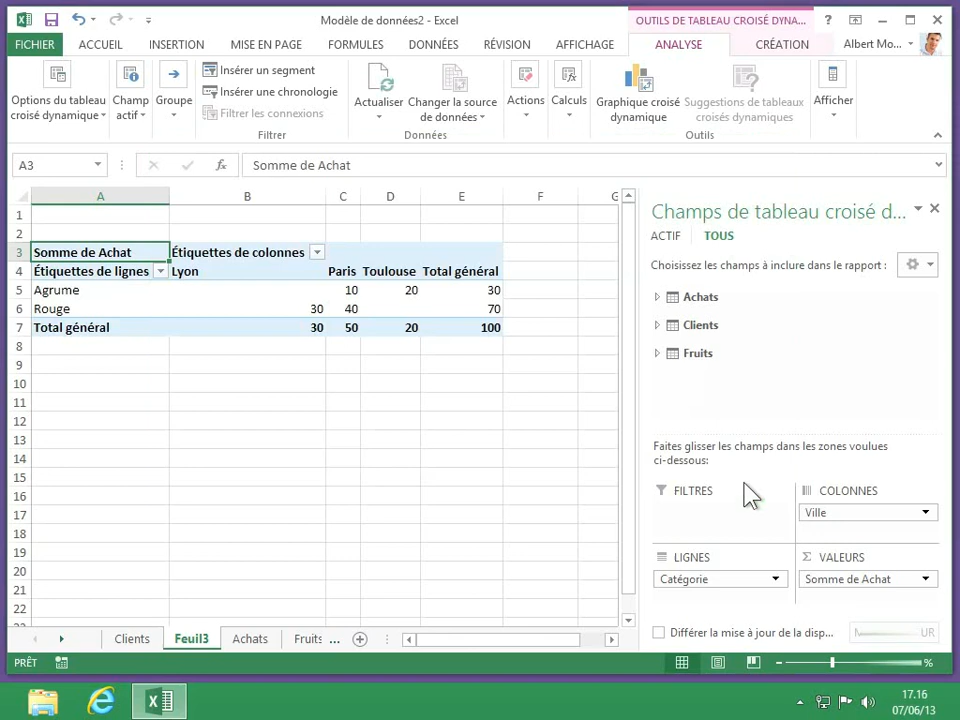 Modèle de données2 - Excel
OUTILS DE TABLEAU CROISÉ DYNA...
?
FICHIER ACCUEIL INSERTION MISE EN PAGE FORMULES DONNÉES RÉVISION AFFICHAGE ANALYSE CRÉATION Albert Mo...
Options du tableau croisé dynamique
Champ actif
Groupe
Insérer un segment
Insérer une chronologie
Filtrer les connexions
Filtrer
Actualiser
Changer la source de données
Données
Actions
Calculs
Graphique croisé dynamique
Suggestions de tableaux croisés dynamiques
Outils
Afficher
A3 fx Somme de Achat
A B C D E F G
1
2
3 Somme de Achat Étiquettes de colonnes
4 Étiquettes de lignes Lyon Paris Toulouse Total général
5 Agrume 10 20 30
6 Rouge 30 40 70
7 Total général 30 50 20 100
8
9
10
11
12
13
14
15
16
17
18
19
20
21
22
Champs de tableau croisé d...
ACTIF TOUS
Choisissez les champs à inclure dans le rapport :
Achats
Clients
Fruits
Faites glisser les champs dans les zones voulues
ci-dessous:
FILTRES COLONNES
Ville
LIGNES Σ VALEURS
Catégorie Somme de Achat
Différer la mise à jour de la disp... UR
Clients Feuil3 Achats Fruits ...
PRÊT %
17.16
07/06/13